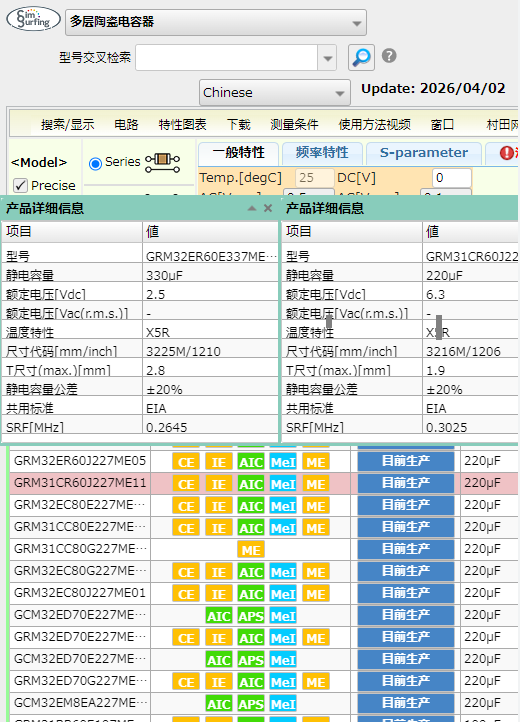 Sim Surfing
多层陶瓷电容器
型号交叉检索
Chinese
Update: 2026/04/02
搜索/显示 电路 特性图表 下载 测量条件 使用方法视频 窗口 村田网
<Model> Series 一般特性 频率特性 S-parameter
Precise Temp.[degC] 25 DC[V] 0
产品详细信息
项目 値
型号 GRM32ER60E337ME…
静电容量 330μF
额定电压[Vdc] 2.5
额定电压[Vac(r.m.s.)] -
温度特性 X5R
尺寸代码[mm/inch] 3225M/1210
T尺寸(max.)[mm] 2.8
静电容量公差 ±20%
共用标准 EIA
SRF[MHz] 0.2645
产品详细信息
项目 値
型号 GRM31CR60J22
静电容量 220μF
额定电压[Vdc] 6.3
额定电压[Vac(r.m.s.)] -
温度特性 X5R
尺寸代码[mm/inch] 3216M/1206
T尺寸(max.)[mm] 1.9
静电容量公差 ±20%
共用标准 EIA
SRF[MHz] 0.3025
GRM32ER60J227ME05 CE IE AIC MeI ME 目前生产 220μF
GRM31CR60J227ME11 CE IE AIC MeI ME 目前生产 220μF
GRM32EC80E227ME… CE IE AIC MeI ME 目前生产 220μF
GRM31CC80E227ME… CE IE AIC MeI ME 目前生产 220μF
GRM31CC80G227ME… ME 目前生产 220μF
GRM32EC80G227ME… CE IE AIC MeI ME 目前生产 220μF
GRM32EC80J227ME01 CE IE AIC MeI ME 目前生产 220μF
GCM32ED70E227ME… AIC APS MeI 目前生产 220μF
GRM32ED70E227ME… CE IE AIC MeI ME 目前生产 220μF
GCM32ED70E227ME… AIC APS MeI 目前生产 220μF
GRM32ED70G227ME… CE IE AIC MeI ME 目前生产 220μF
GCM32EM8EA227ME… AIC APS MeI 目前生产 220μF